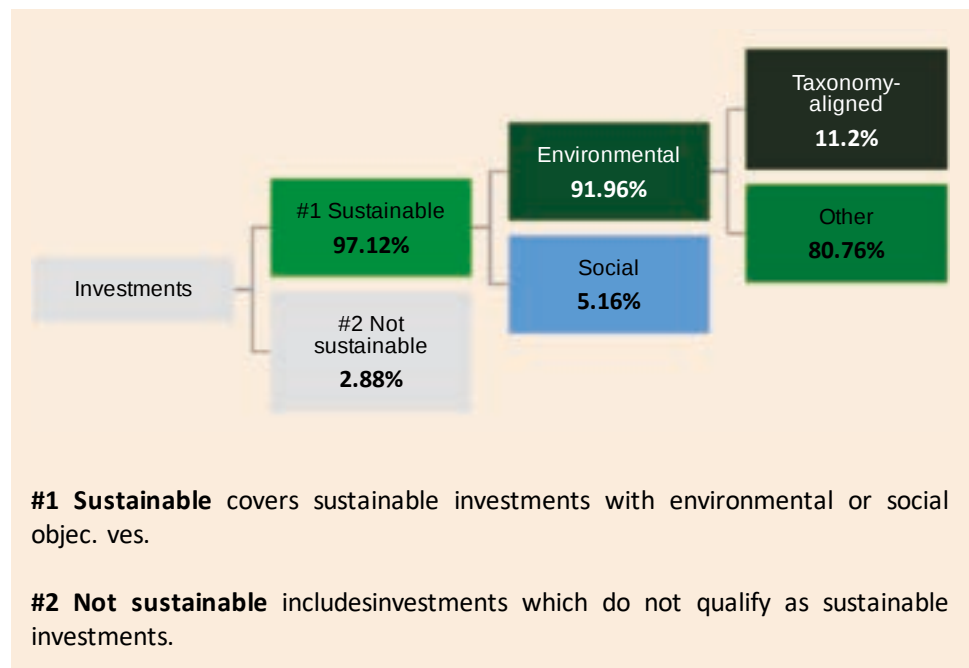 Investments
#1 Sustainable
97.12%
#2 Not
sustainable
2.88%
Environmental
91.96%
Social
5.16%
Taxonomy-
aligned
11.2%
Other
80.76%
#1 Sustainable covers sustainable investments with environmental or social
objec. ves.
#2 Not sustainable includesinvestments which do not qualify as sustainable
investments.